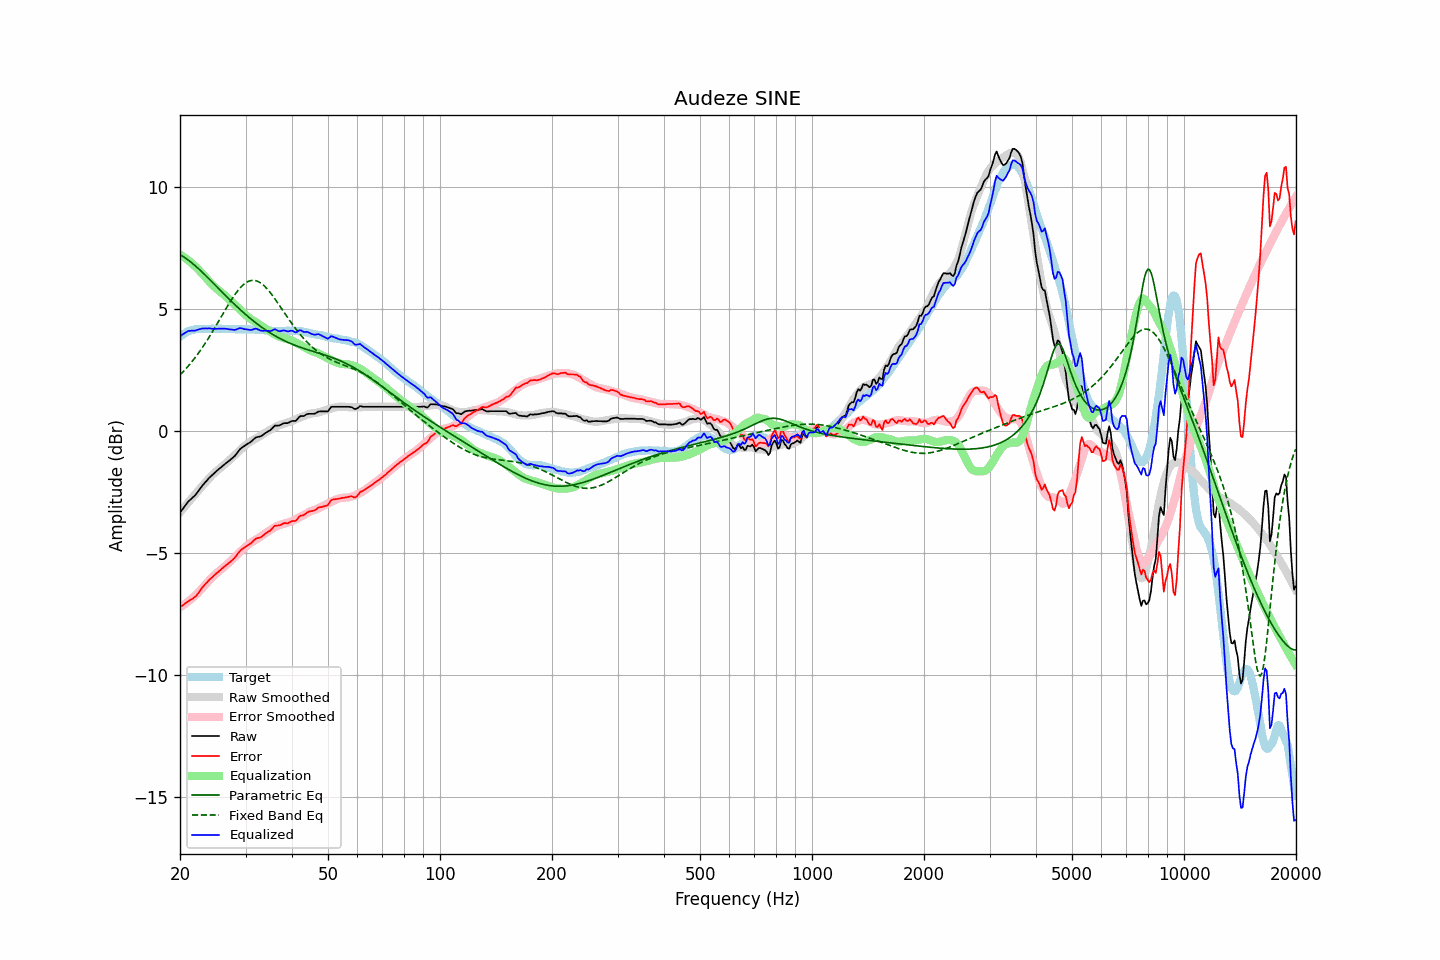 Audeze SINE
Amplitude (dBr)
10
5
0
−5
−10
−15
Target
Raw Smoothed
Error Smoothed
Raw
Error
Equalization
Parametric Eq
Fixed Band Eq
Equalized
20 50 100 200 500 1000 2000 5000 10000 20000
Frequency (Hz)